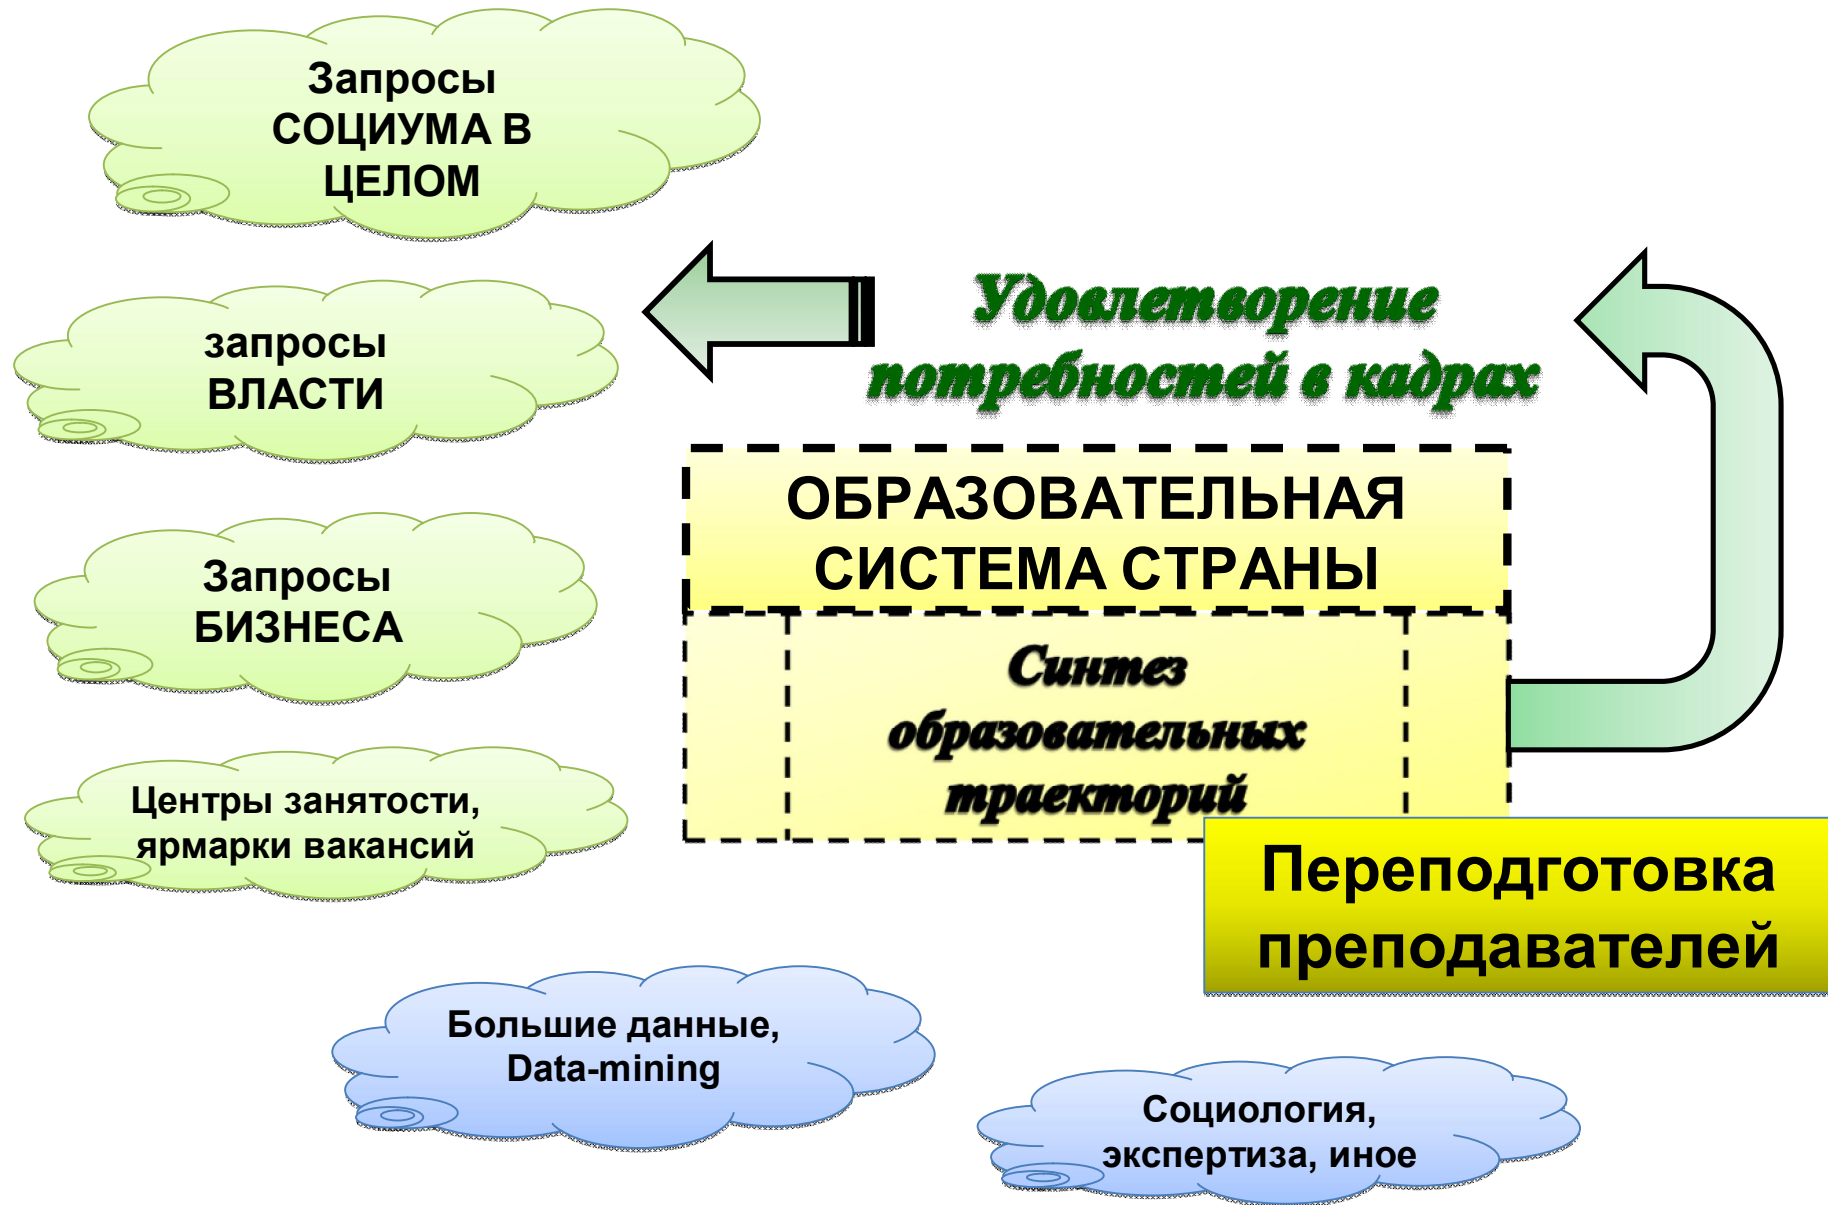 Запросы
СОЦИУМА В
ЦЕЛОМ
запросы
ВЛАСТИ
Запросы
БИЗНЕСА
Центры занятости,
ярмарки вакансий
Удовлетворение
потребностей в кадрах
ОБРАЗОВАТЕЛЬНАЯ
СИСТЕМА СТРАНЫ
Синтез
образовательных
траекторий
Переподготовка
преподавателей
Большие данные,
Data-mining
Социология,
экспертиза, иное